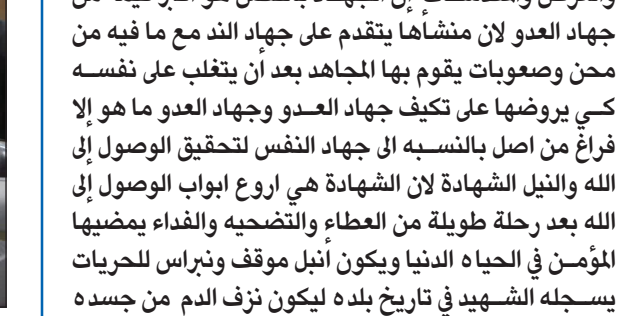 جهاد العدو لان منشأها يتقدم على جهاد الند مع ما فيه من
محن وصعوبات يقوم بها المجاهد بعد أن يتغلب على نفسه
كي يروضها على تكيف جهاد العدو وجهاد العدو ما هو إلا
فراغ من اصل بالنسبه الى جهاد النفس لتحقيق الوصول إلى
الله والنيل الشهادة لان الشهادة هي اروع ابواب الوصول إلى
الله بعد رحلة طويلة من العطاء والتضحيه والفداء يمضيها
المؤمن في الحياه الدنيا ويكون أنبل موقف ونبراس للحريات
يسجله الشهيد في تاريخ بلده ليكون نزف الدم من جسده